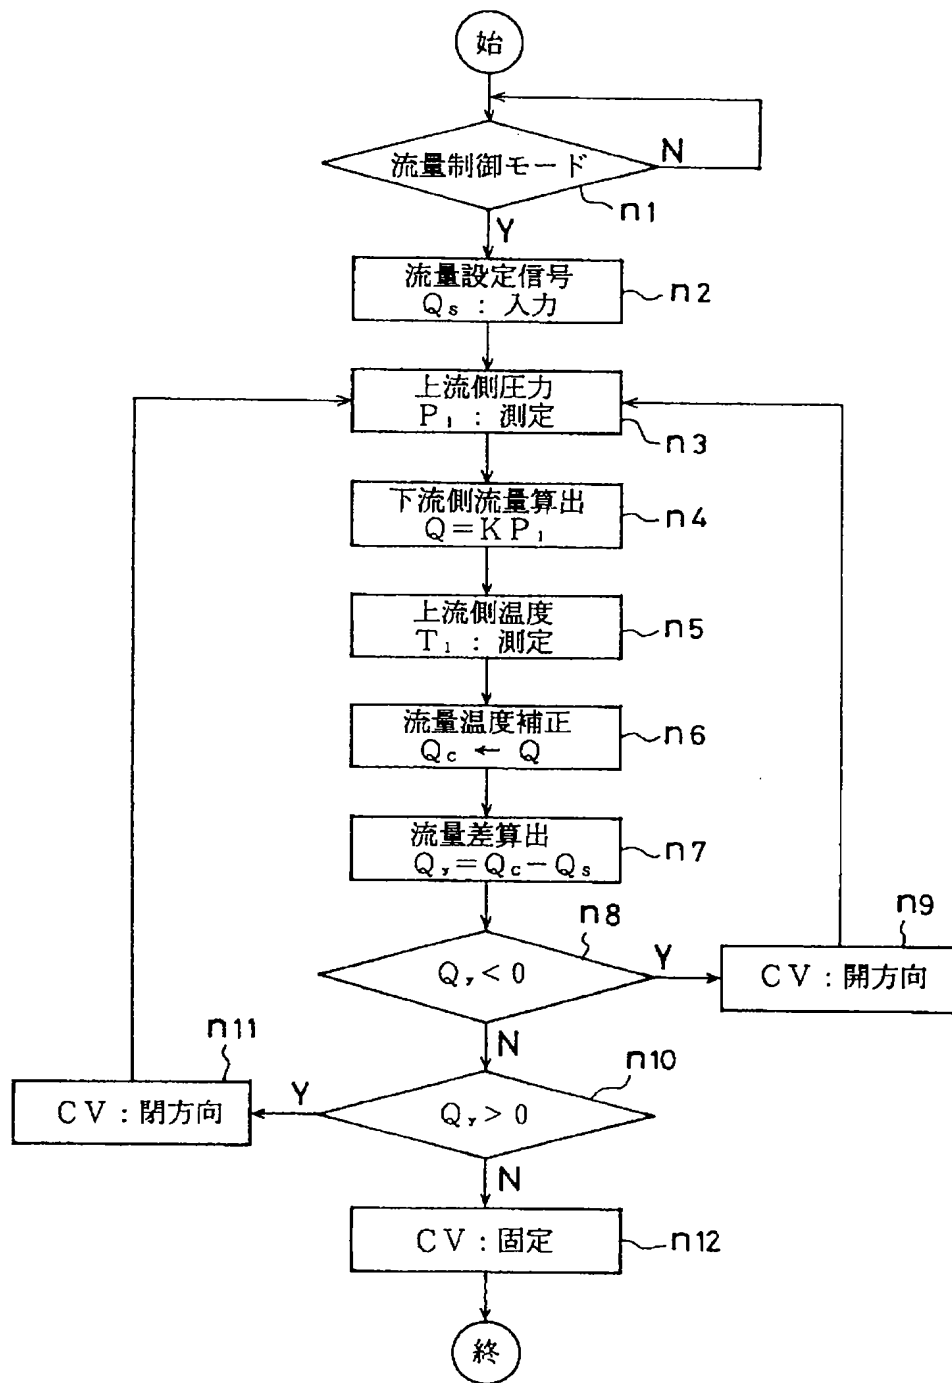 始
流量制御モード
N
n1
Y
流量設定信号
Qs : 入力
n2
上流側圧力
P1 : 測定
n3
下流側流量算出
Q=KP1
n4
上流側温度
T1 : 測定
n5
流量温度補正
Qc ← Q
n6
流量差算出
Qy=Qc−Qs
n7
n8
Qy<0
Y
n9
CV:開方向
N
n10
Qy>0
Y
n11
CV:閉方向
N
CV:固定
n12
終